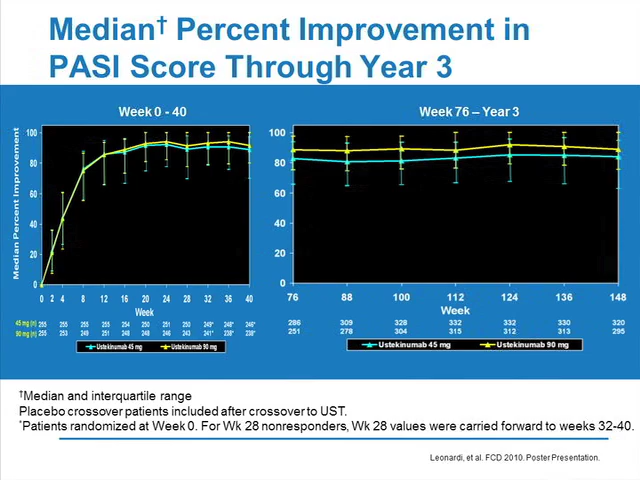 Median† Percent Improvement in
PASI Score Through Year 3
Week 0 - 40
Median Percent Improvement
100
80
60
40
20
0
0 2 4 8 12 16 20 24 28 32 36 40
Week
45 mg (n) 255 255 255 255 255 254 250 251 250 249* 248* 246*
90 mg (n) 255 253 249 251 248 248 246 243 241* 238* 238*
Ustekinumab 45 mg Ustekinumab 90 mg
Week 76 – Year 3
100
80
60
40
20
0
76 88 100 112 124 136 148
Week
286 309 328 332 332 330 320
251 278 304 315 312 313 295
Ustekinumab 45 mg Ustekinumab 90 mg
†Median and interquartile range
Placebo crossover patients included after crossover to UST.
*Patients randomized at Week 0. For Wk 28 nonresponders, Wk 28 values were carried forward to weeks 32-40.
Leonardi, et al. FCD 2010. Poster Presentation.